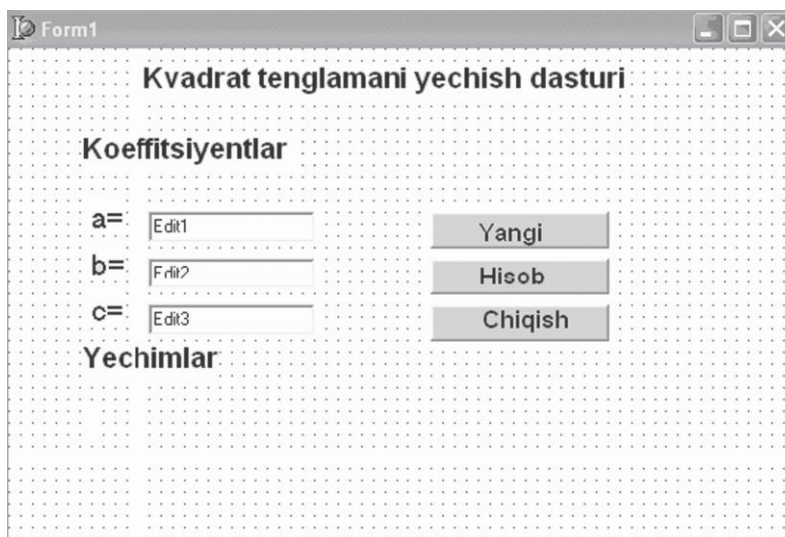 Form1
Kvadrat tenglamani yechish dasturi
Koeffitsiyentlar
a= Edit1 Yangi
b= Edit2 Hisob
c= Edit3 Chiqish
Yechimlar